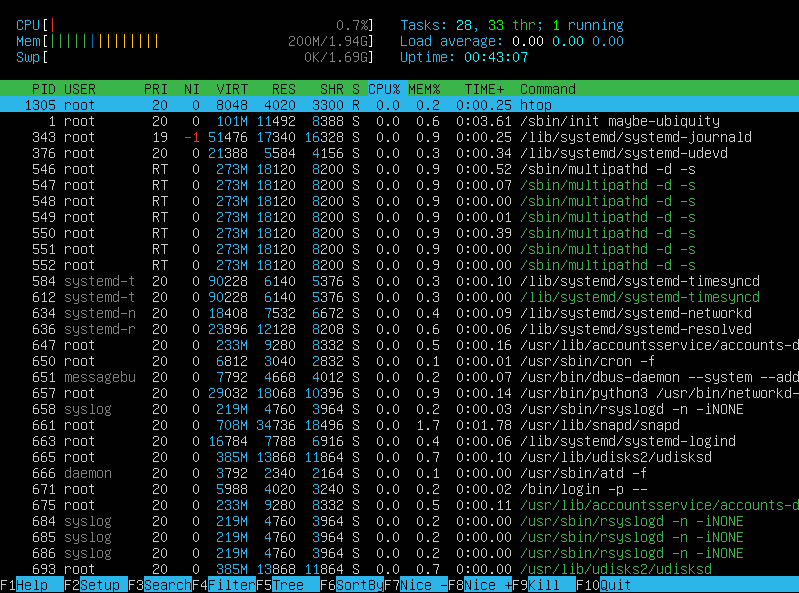 CPU[| 0.7%] Tasks: 28, 33 thr; 1 running
Mem[|||||||||||||| 200M/1.94G] Load average: 0.00 0.00 0.00
Swp[ 0K/1.69G] Uptime: 00:43:07
PID USER PRI NI VIRT RES SHR S CPU% MEM% TIME+ Command
1305 root 20 0 8048 4020 3300 R 0.0 0.2 0:00.25 htop
1 root 20 0 101M 11492 8388 S 0.0 0.6 0:03.61 /sbin/init maybe-ubiquity
343 root 19 -1 51476 17340 16328 S 0.0 0.9 0:00.25 /lib/systemd/systemd-journald
376 root 20 0 21388 5584 4156 S 0.0 0.3 0:00.34 /lib/systemd/systemd-udevd
546 root RT 0 273M 18120 8200 S 0.0 0.9 0:00.52 /sbin/multipathd -d -s
547 root RT 0 273M 18120 8200 S 0.0 0.9 0:00.07 /sbin/multipathd -d -s
548 root RT 0 273M 18120 8200 S 0.0 0.9 0:00.00 /sbin/multipathd -d -s
549 root RT 0 273M 18120 8200 S 0.0 0.9 0:00.01 /sbin/multipathd -d -s
550 root RT 0 273M 18120 8200 S 0.0 0.9 0:00.39 /sbin/multipathd -d -s
551 root RT 0 273M 18120 8200 S 0.0 0.9 0:00.00 /sbin/multipathd -d -s
552 root RT 0 273M 18120 8200 S 0.0 0.9 0:00.00 /sbin/multipathd -d -s
584 systemd-t 20 0 90228 6140 5376 S 0.0 0.3 0:00.10 /lib/systemd/systemd-timesyncd
612 systemd-t 20 0 90228 6140 5376 S 0.0 0.3 0:00.00 /lib/systemd/systemd-timesyncd
634 systemd-n 20 0 18408 7532 6672 S 0.0 0.4 0:00.09 /lib/systemd/systemd-networkd
636 systemd-r 20 0 23896 12128 8208 S 0.0 0.6 0:00.06 /lib/systemd/systemd-resolved
647 root 20 0 233M 9280 8332 S 0.0 0.5 0:00.16 /usr/lib/accountsservice/accounts-d
650 root 20 0 6812 3040 2832 S 0.0 0.1 0:00.01 /usr/sbin/cron -f
651 messagebu 20 0 7792 4668 4012 S 0.0 0.2 0:00.07 /usr/bin/dbus-daemon --system --add
657 root 20 0 29032 18068 10396 S 0.0 0.9 0:00.14 /usr/bin/python3 /usr/bin/networkd-
658 syslog 20 0 219M 4760 3964 S 0.0 0.2 0:00.03 /usr/sbin/rsyslogd -n -iNONE
661 root 20 0 708M 34736 18496 S 0.0 1.7 0:01.78 /usr/lib/snapd/snapd
663 root 20 0 16784 7788 6916 S 0.0 0.4 0:00.06 /lib/systemd/systemd-logind
665 root 20 0 385M 13868 11864 S 0.0 0.7 0:00.10 /usr/lib/udisks2/udisksd
666 daemon 20 0 3792 2340 2164 S 0.0 0.1 0:00.00 /usr/sbin/atd -f
671 root 20 0 5988 4020 3240 S 0.0 0.2 0:00.02 /bin/login -p --
675 root 20 0 233M 9280 8332 S 0.0 0.5 0:00.11 /usr/lib/accountsservice/accounts-d
684 syslog 20 0 219M 4760 3964 S 0.0 0.2 0:00.00 /usr/sbin/rsyslogd -n -iNONE
685 syslog 20 0 219M 4760 3964 S 0.0 0.2 0:00.00 /usr/sbin/rsyslogd -n -iNONE
686 syslog 20 0 219M 4760 3964 S 0.0 0.2 0:00.00 /usr/sbin/rsyslogd -n -iNONE
693 root 20 0 385M 13868 11864 S 0.0 0.7 0:00.00 /usr/lib/udisks2/udisksd
F1Help F2Setup F3SearchF4FilterF5Tree F6SortByF7Nice -F8Nice +F9Kill F10Quit